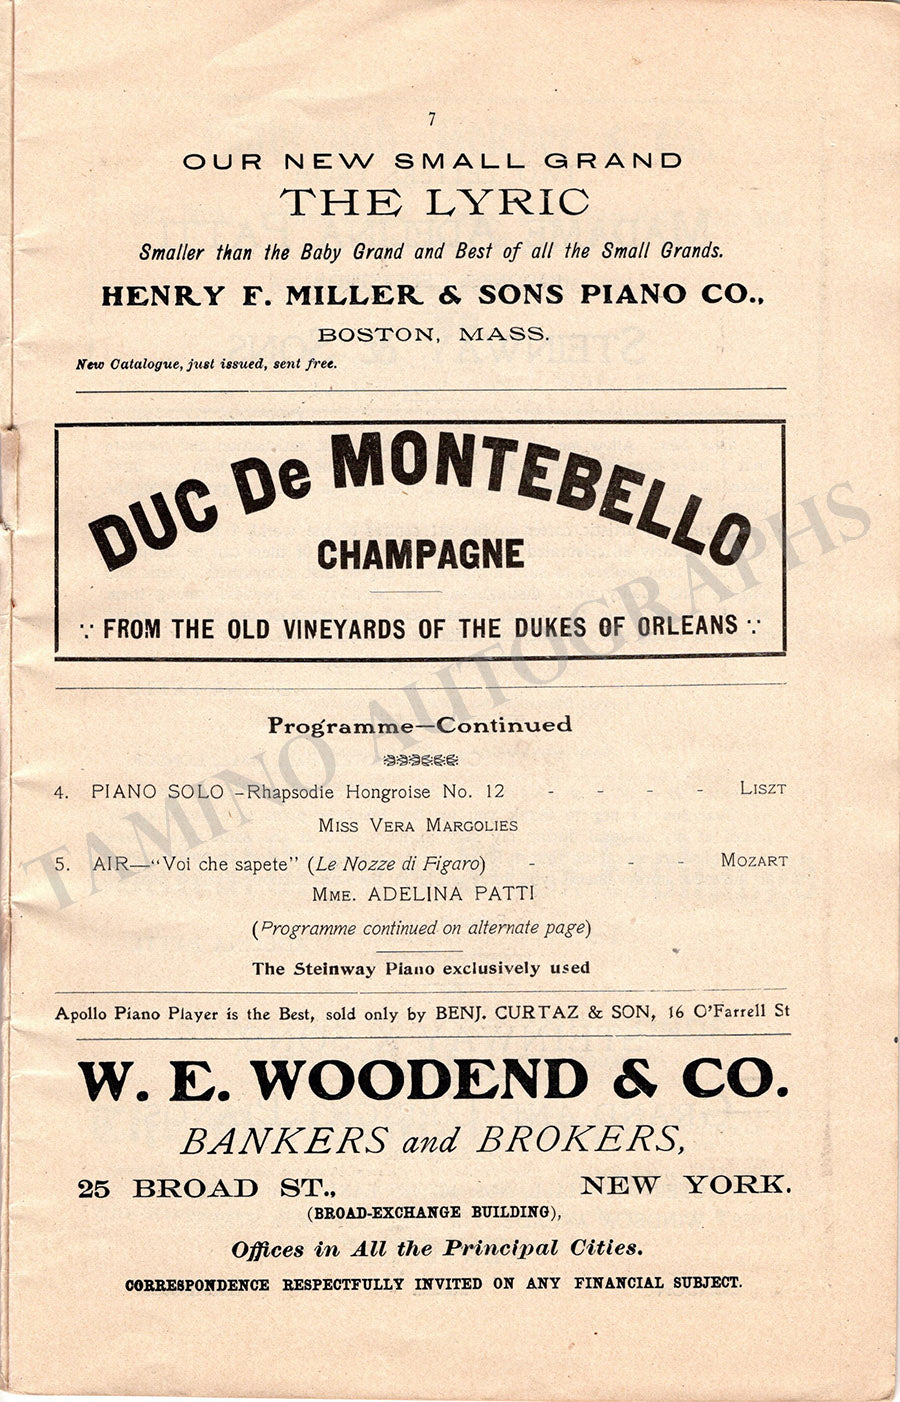 7
OUR NEW SMALL GRAND
THE LYRIC
Smaller than the Baby Grand and Best of all the Small Grands.
HENRY F. MILLER & SONS PIANO CO.,
BOSTON, MASS.
New Catalogue, just issued, sent free.
DUC De MONTEBELLO
CHAMPAGNE
∵ FROM THE OLD VINEYARDS OF THE DUKES OF ORLEANS ∵
Programme—Continued
4. PIANO SOLO -Rhapsodie Hongroise No. 12 - - - - LISZT
MISS VERA MARGOLIES
5. AIR—"Voi che sapete" (Le Nozze di Figaro) - - - MOZART
MME. ADELINA PATTI
(Programme continued on alternate page)
The Steinway Piano exclusively used
Apollo Piano Player is the Best, sold only by BENJ. CURTAZ & SON, 16 O'Farrell St
W. E. WOODEND & CO.
BANKERS and BROKERS,
25 BROAD ST., NEW YORK.
(BROAD-EXCHANGE BUILDING),
Offices in All the Principal Cities.
CORRESPONDENCE RESPECTFULLY INVITED ON ANY FINANCIAL SUBJECT.
TAMINO AUTOGRAPHS